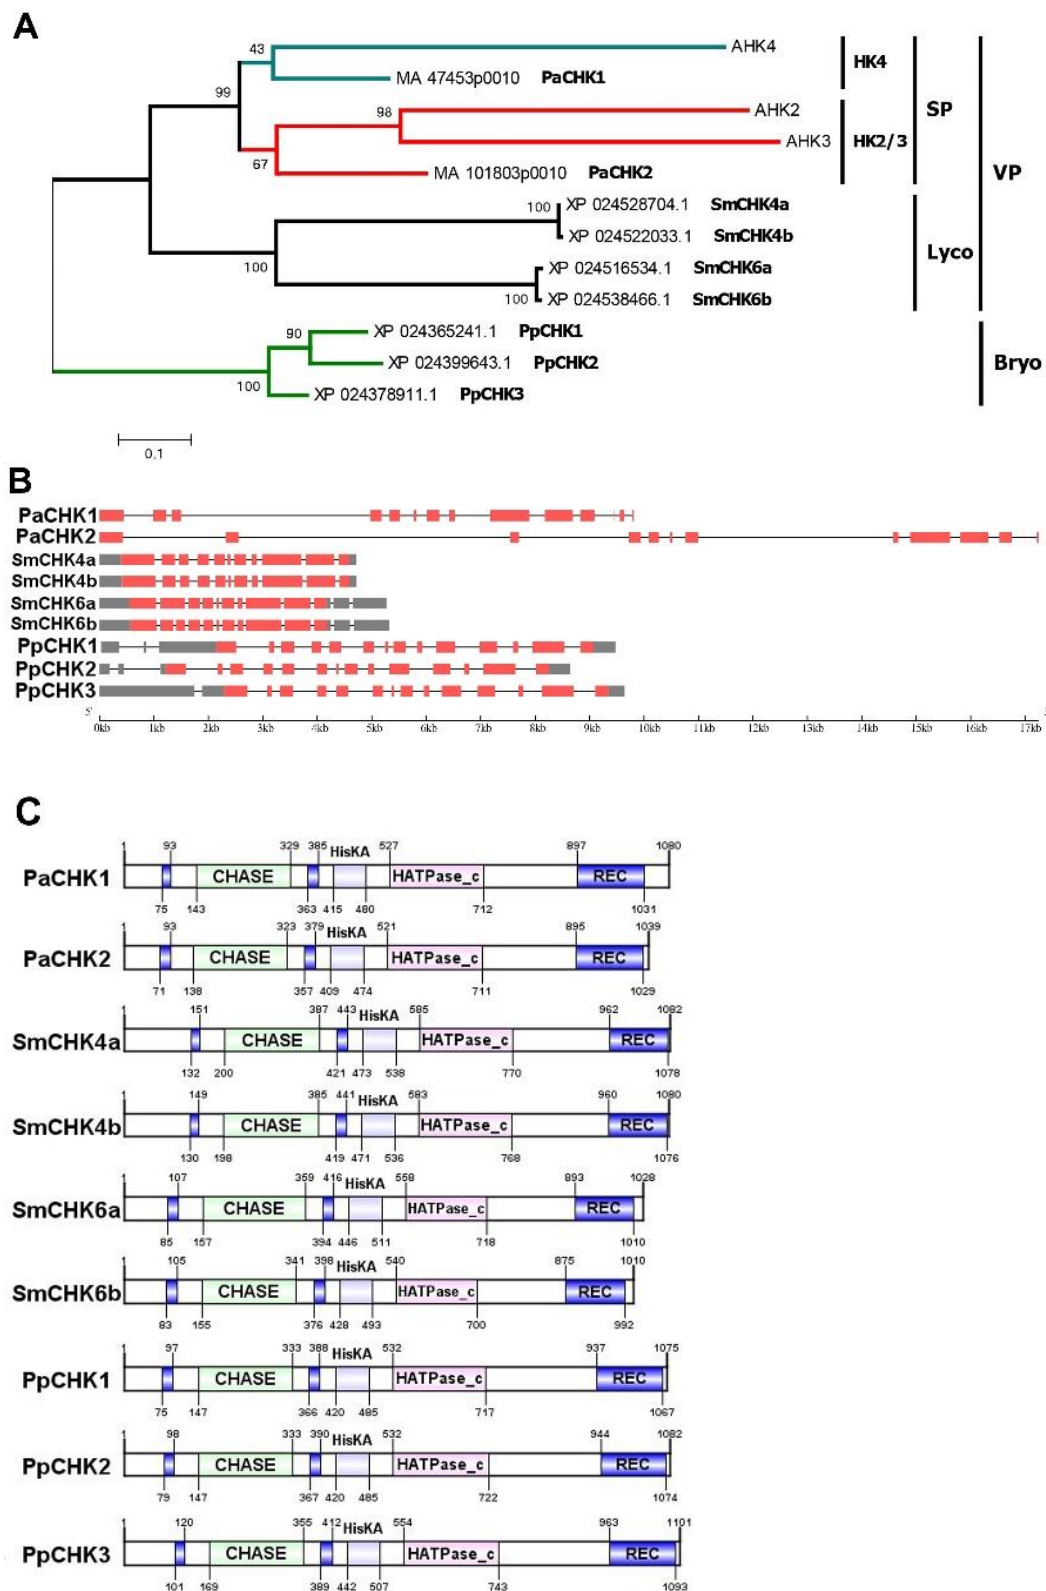 A
43 AHK4
MA 47453p0010 PaCHK1
HK4
99
98 AHK2
SP
AHK3 HK2/3
67 MA 101803p0010 PaCHK2
VP
100 XP 024528704.1 SmCHK4a
XP 024522033.1 SmCHK4b
Lyco
100 XP 024516534.1 SmCHK6a
100 XP 024538466.1 SmCHK6b
90 XP 024365241.1 PpCHK1
XP 024399643.1 PpCHK2
Bryo
100 XP 024378911.1 PpCHK3
0.1
B
PaCHK1
PaCHK2
SmCHK4a
SmCHK4b
SmCHK6a
SmCHK6b
PpCHK1
PpCHK2
PpCHK3
5'
0kb 1kb 2kb 3kb 4kb 5kb 6kb 7kb 8kb 9kb 10kb 11kb 12kb 13kb 14kb 15kb 16kb 17kb
C
1 93 329 385 HisKA 527 897 1080
PaCHK1 CHASE HATPase_c REC
75 143 363 415 480 712 1031
1 93 323 379 HisKA 521 895 1039
PaCHK2 CHASE HATPase_c REC
71 138 357 409 474 711 1029
1 151 387 443 HisKA 585 962 1082
SmCHK4a CHASE HATPase_c REC
132 200 421 473 538 770 1078
1 149 385 441 HisKA 583 960 1080
SmCHK4b CHASE HATPase_c REC
130 198 419 471 536 768 1076
1 107 359 416 HisKA 558 893 1028
SmCHK6a CHASE HATPase_c REC
85 157 394 446 511 718 1010
1 105 341 398 HisKA 540 875 1010
SmCHK6b CHASE HATPase_c REC
83 155 376 428 493 700 992
1 97 333 388 HisKA 532 937 1075
PpCHK1 CHASE HATPase_c REC
75 147 366 420 485 717 1067
1 98 333 390 HisKA 532 944 1082
PpCHK2 CHASE HATPase_c REC
79 147 367 420 485 722 1074
1 120 355 412 HisKA 554 963 1101
PpCHK3 CHASE HATPase_c REC
101 169 389 442 507 743 1093